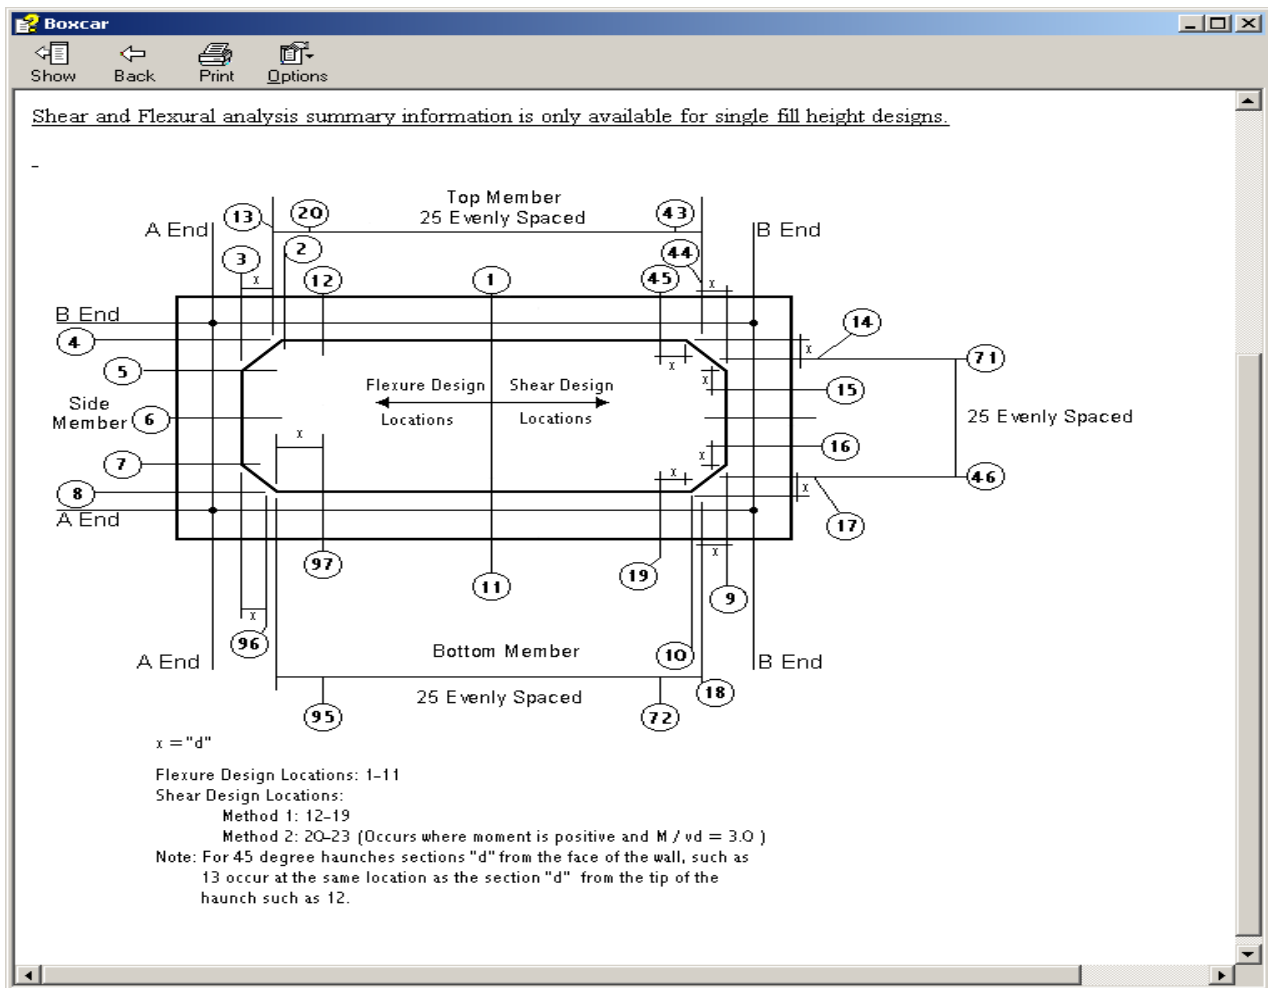 Boxcar
Show Back Print Options
Shear and Flexural analysis summary information is only available for single fill height designs.
Top Member
25 Evenly Spaced
13 20 43
A End B End
3 2 44
x 12 1 45
x
B End 14
4 x 71
5 x
Flexure Design Shear Design x 15
Side
Member 6 Locations Locations 25 Evenly Spaced
x 16
7 x
8 x 46
A End x 17
x
97 11 19 9
x
96
A End Bottom Member 10 B End
25 Evenly Spaced 18
95 72
x = "d"
Flexure Design Locations: 1-11
Shear Design Locations:
Method 1: 12-19
Method 2: 20-23 (Occurs where moment is positive and M / vd = 3.0 )
Note: For 45 degree haunches sections "d" from the face of the wall, such as
13 occur at the same location as the section "d" from the tip of the
haunch such as 12.